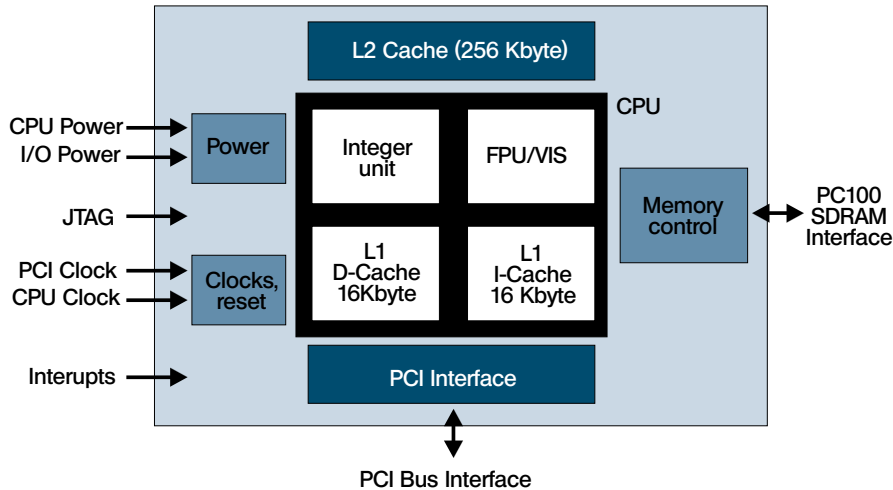 L2 Cache (256 Kbyte)
CPU
CPU Power
I/O Power
Power
Integer
unit
FPU/VIS
JTAG
Memory
control
PC100
SDRAM
Interface
PCI Clock
CPU Clock
Clocks,
reset
L1
D-Cache
16Kbyte
L1
I-Cache
16 Kbyte
Interupts
PCI Interface
PCI Bus Interface